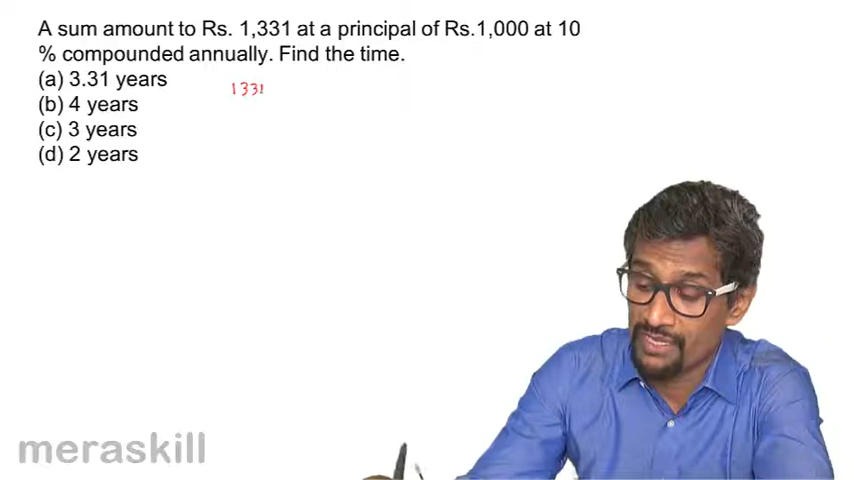 A sum amount to Rs. 1,331 at a principal of Rs.1,000 at 10
% compounded annually. Find the time.
(a) 3.31 years
1331
(b) 4 years
(c) 3 years
(d) 2 years
meraskill